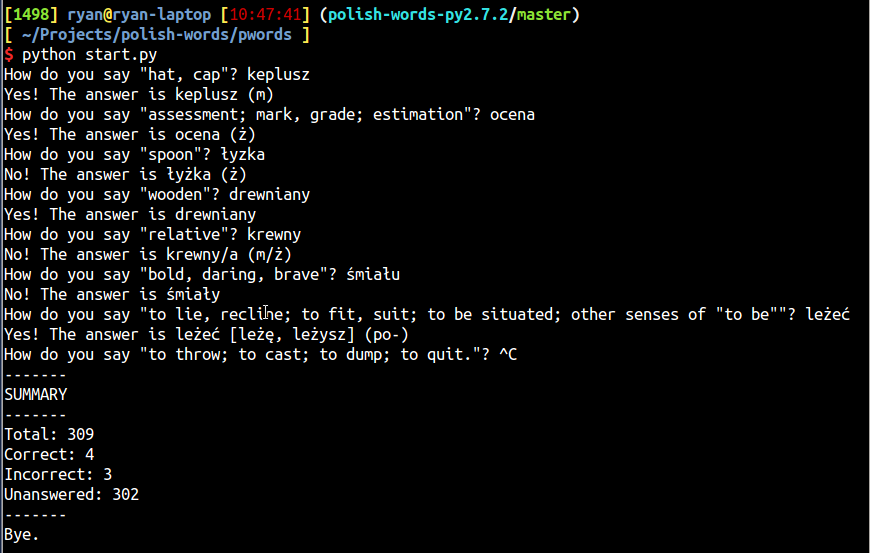 [1498] ryan@ryan-laptop [10:47:41] (polish-words-py2.7.2/master)
[ ~/Projects/polish-words/pwords ]
$ python start.py
How do you say "hat, cap"? keplusz
Yes! The answer is keplusz (m)
How do you say "assessment; mark, grade; estimation"? ocena
Yes! The answer is ocena (ż)
How do you say "spoon"? łyzka
No! The answer is łyżka (ż)
How do you say "wooden"? drewniany
Yes! The answer is drewniany
How do you say "relative"? krewny
No! The answer is krewny/a (m/ż)
How do you say "bold, daring, brave"? śmiału
No! The answer is śmiały
How do you say "to lie, recline; to fit, suit; to be situated; other senses of "to be""? leżeć
Yes! The answer is leżeć [leżę, leżysz] (po-)
How do you say "to throw; to cast; to dump; to quit."? ^C
-------
SUMMARY
-------
Total: 309
Correct: 4
Incorrect: 3
Unanswered: 302
-------
Bye.